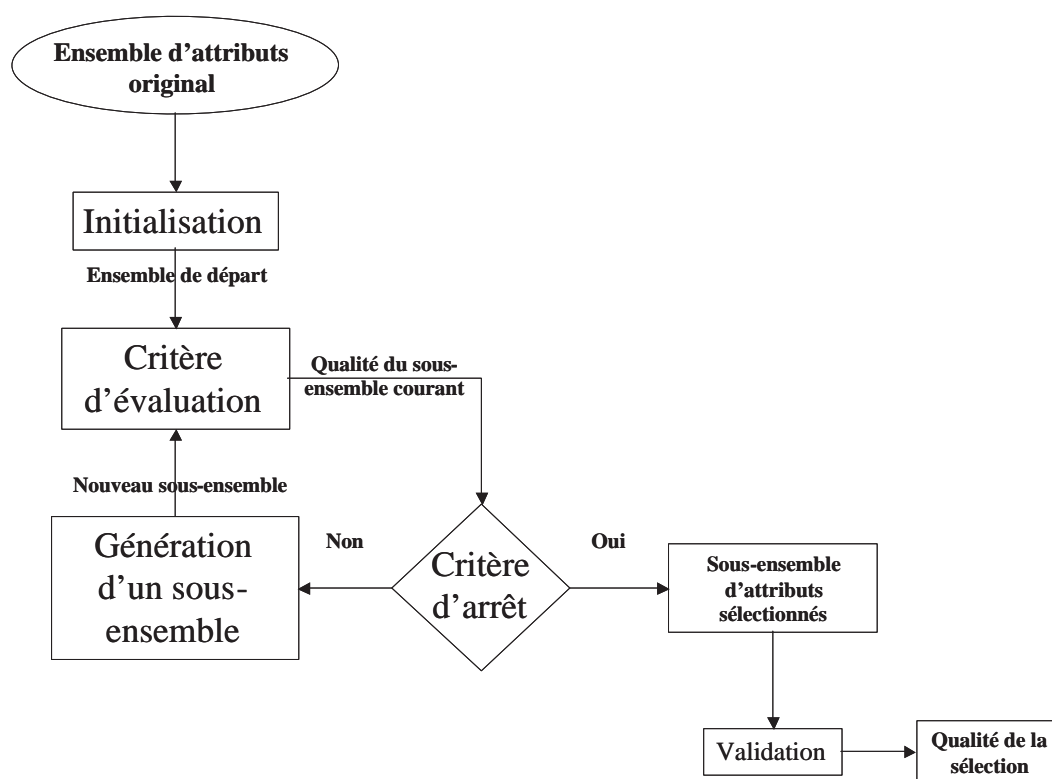 Ensemble d'attributs
original
Initialisation
Ensemble de départ
Critère
d'évaluation
Qualité du sous-
ensemble courant
Nouveau sous-ensemble
Génération
d'un sous-
ensemble
Non
Critère
d'arrêt
Oui
Sous-ensemble
d'attributs
sélectionnés
Validation
Qualité de la
sélection